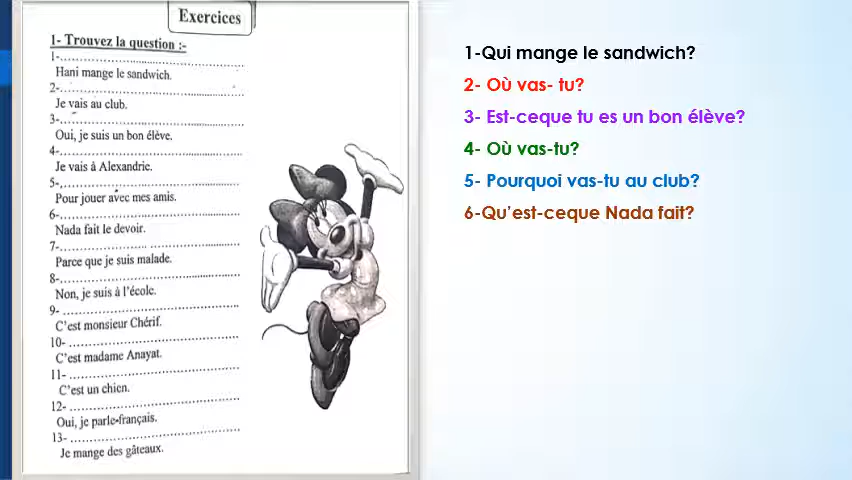 Exercices
1- Trouvez la question :-
1-
Hani mange le sandwich.
2-
Je vais au club.
3-
Oui, je suis un bon élève.
4-
Je vais à Alexandrie.
5-
Pour jouer avec mes amis.
6-
Nada fait le devoir.
7-
Parce que je suis malade.
8-
Non, je suis à l'école.
9-
C'est monsieur Chérif.
10-
C'est madame Anayat.
11-
C'est un chien.
12-
Oui, je parle-français.
13-
Je mange des gâteaux.
1-Qui mange le sandwich?
2- Où vas- tu?
3- Est-ceque tu es un bon élève?
4- Où vas-tu?
5- Pourquoi vas-tu au club?
6-Qu'est-ceque Nada fait?